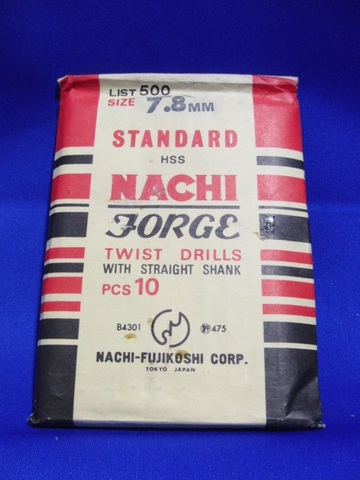 LIST 500
SIZE 7.8MM
STANDARD
HSS
NACHI
FORGE
TWIST DRILLS
WITH STRAIGHT SHANK
PCS 10
B4301 475
NACHI-FUJIKOSHI CORP.
TOKYO JAPAN